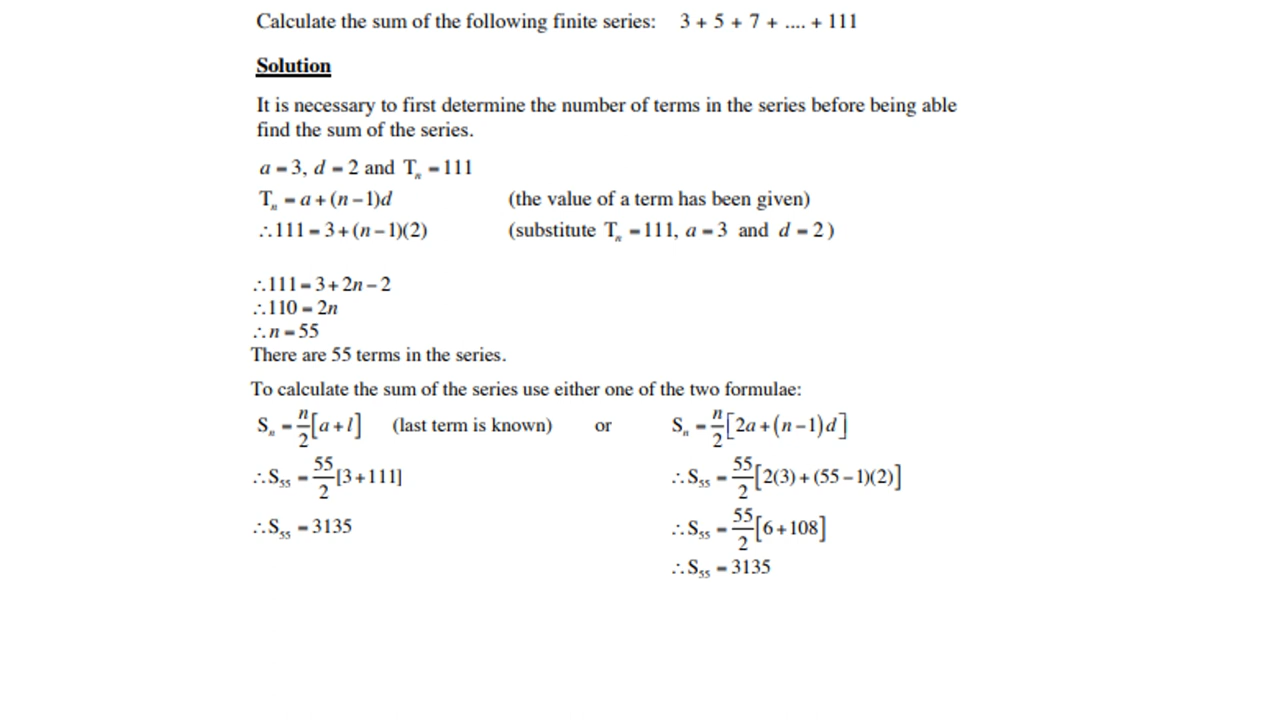 Calculate the sum of the following finite series: 3 + 5 + 7 + .... + 111
Solution
It is necessary to first determine the number of terms in the series before being able
find the sum of the series.
a = 3, d = 2 and Tₙ = 111
Tₙ = a + (n − 1)d (the value of a term has been given)
∴ 111 = 3 + (n − 1)(2) (substitute Tₙ = 111, a = 3 and d = 2)
∴ 111 = 3 + 2n − 2
∴ 110 = 2n
∴ n = 55
There are 55 terms in the series.
To calculate the sum of the series use either one of the two formulae:
Sₙ = n/2 [a + l] (last term is known) or Sₙ = n/2 [2a + (n − 1)d]
∴ S₅₅ = 55/2 [3 + 111] ∴ S₅₅ = 55/2 [2(3) + (55 − 1)(2)]
∴ S₅₅ = 3135 ∴ S₅₅ = 55/2 [6 + 108]
∴ S₅₅ = 3135